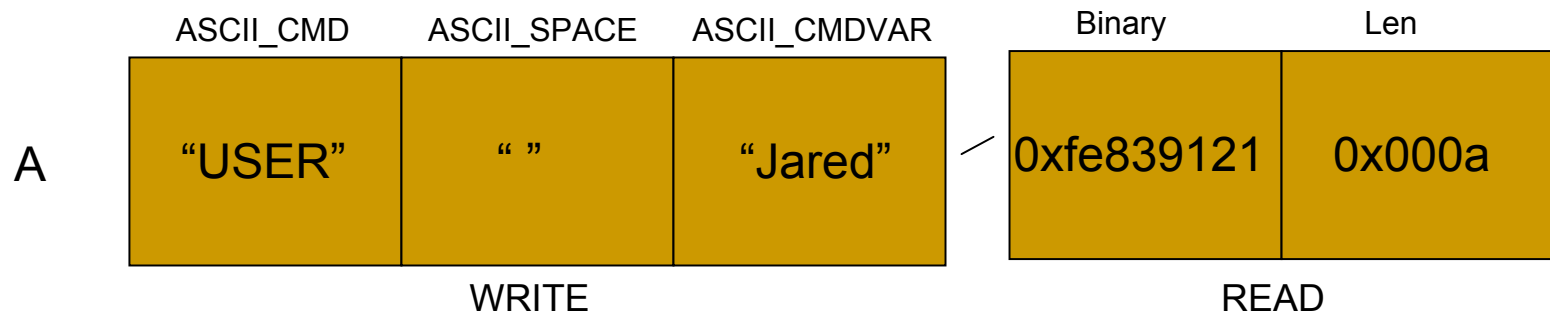 ASCII_CMD ASCII_SPACE ASCII_CMDVAR Binary Len
A “USER” “ ” “Jared” 0xfe839121 0x000a
WRITE READ